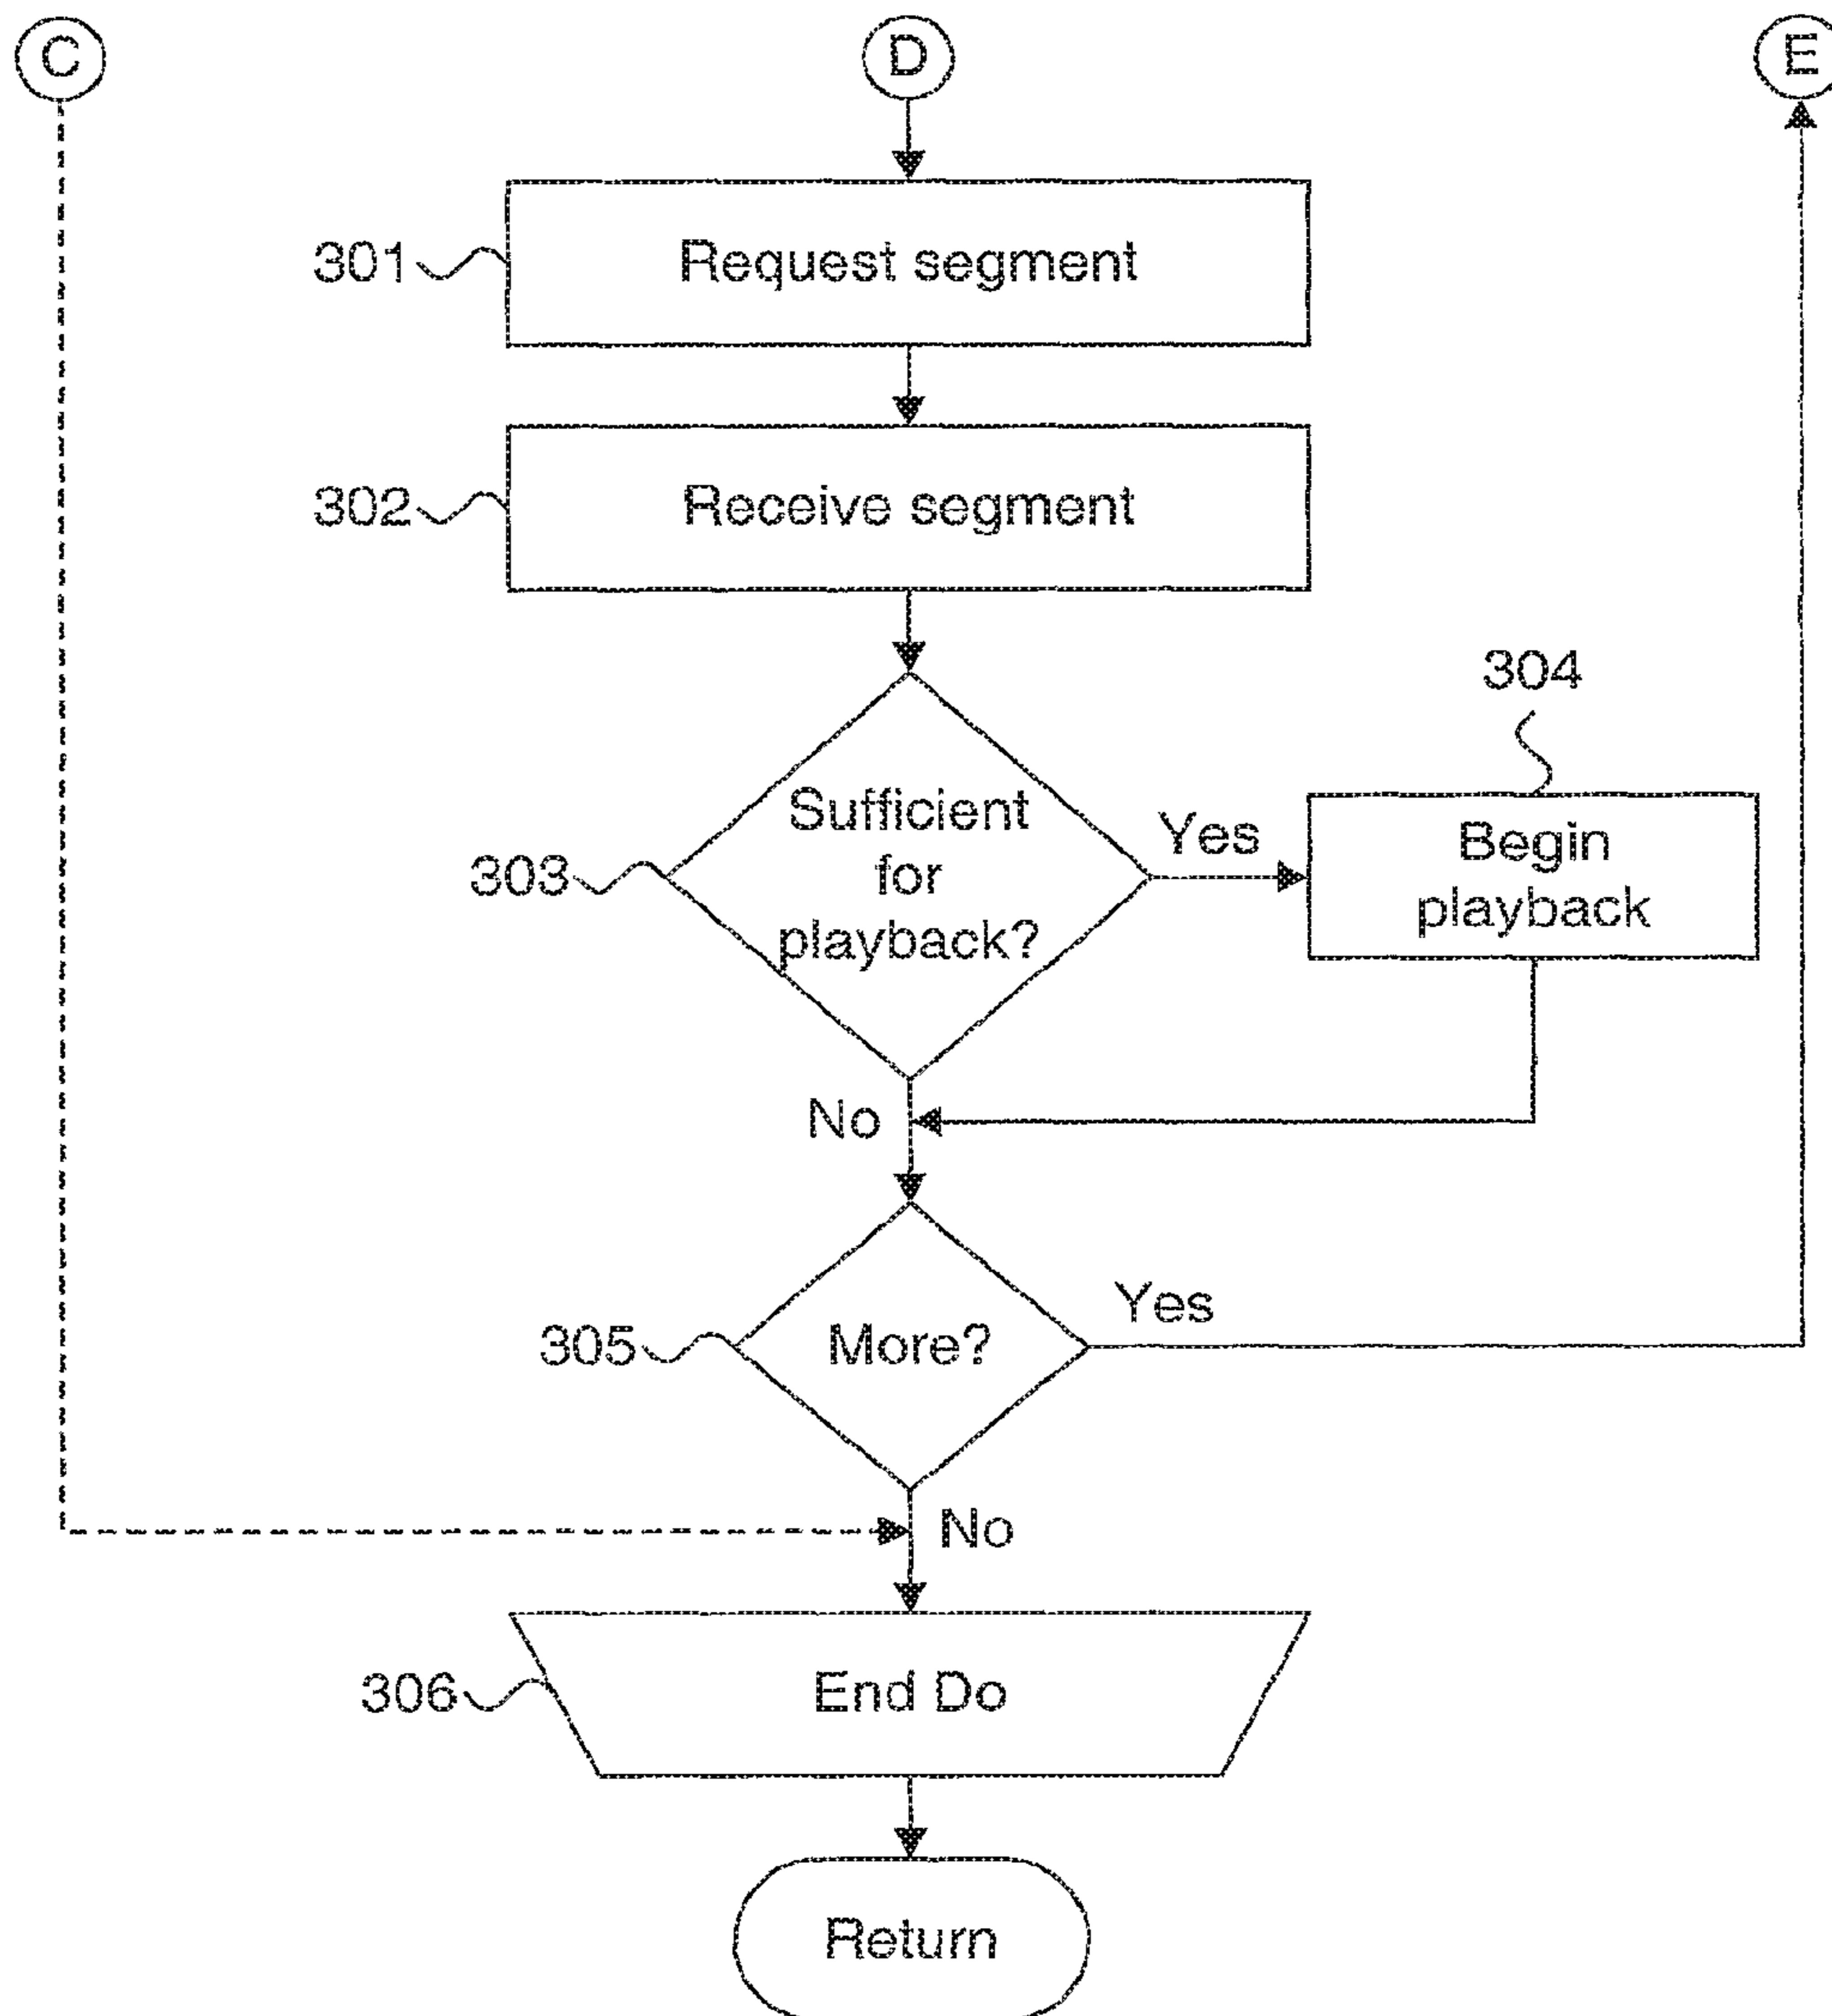 C
D
E
301
Request segment
302
Receive segment
304
Sufficient
for
playback?
303
Yes
Begin
playback
No
305
More?
Yes
No
306
End Do
Return